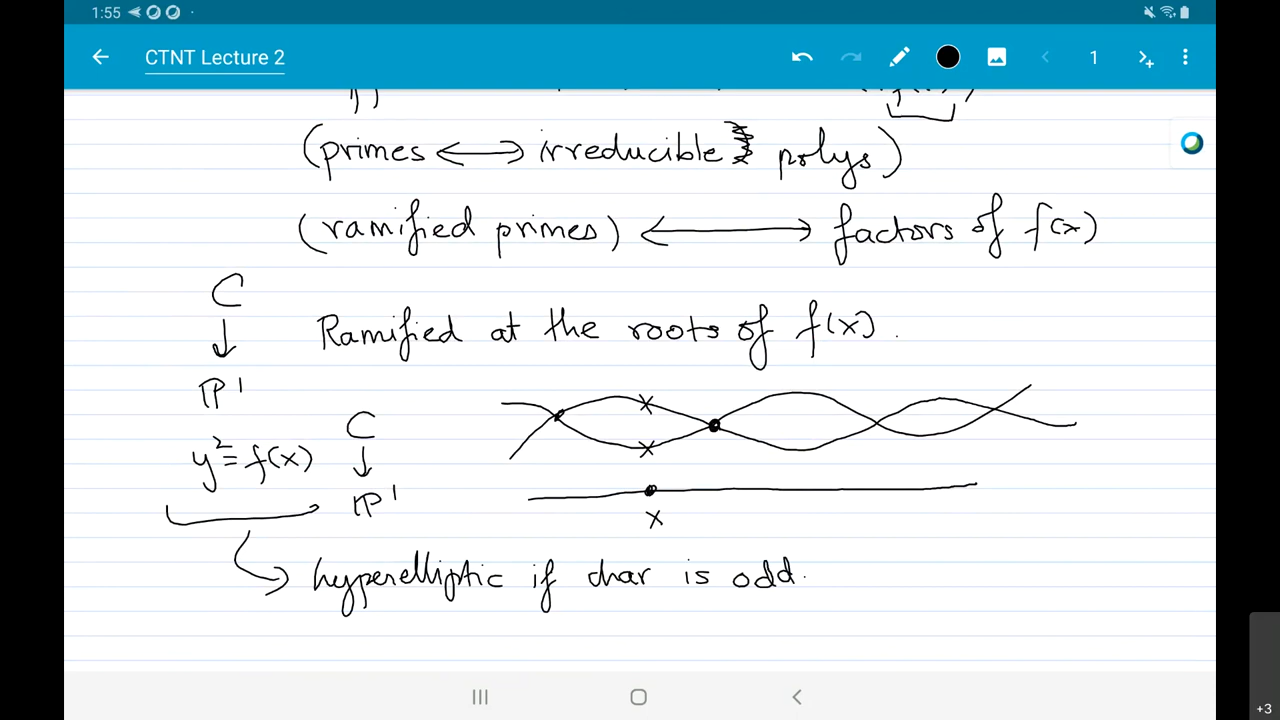 1:55
CTNT Lecture 2
1
(primes ⟷ irreducible polys)
(ramified primes) ⟷ factors of f(x)
C
↓
ℙ¹
Ramified at the roots of f(x).
y² = f(x)
C
↓
ℙ¹
x
↪ hyperelliptic if char is odd.
+3